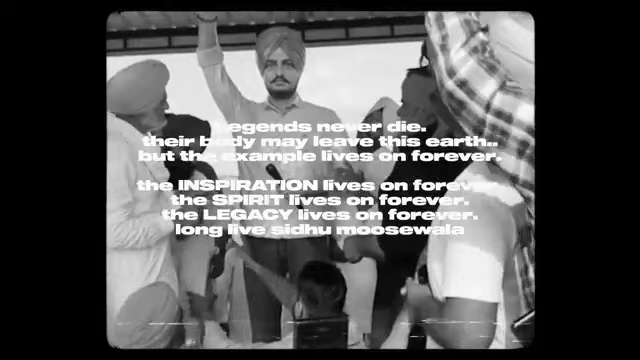 Legends never die.
their body may leave this earth..
but the example lives on forever.
the INSPIRATION lives on forever.
the SPIRIT lives on forever.
the LEGACY lives on forever.
long live sidhu moosewala